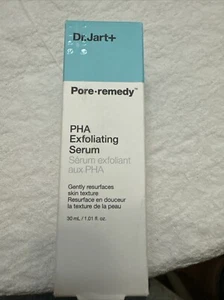 Dr.Jart+
Pore·remedy™
PHA
Exfoliating
Serum
Sérum exfoliant
aux PHA
Gently resurfaces
skin texture
Resurface en douceur
la texture de la peau
30 mL / 1.01 fl. oz.